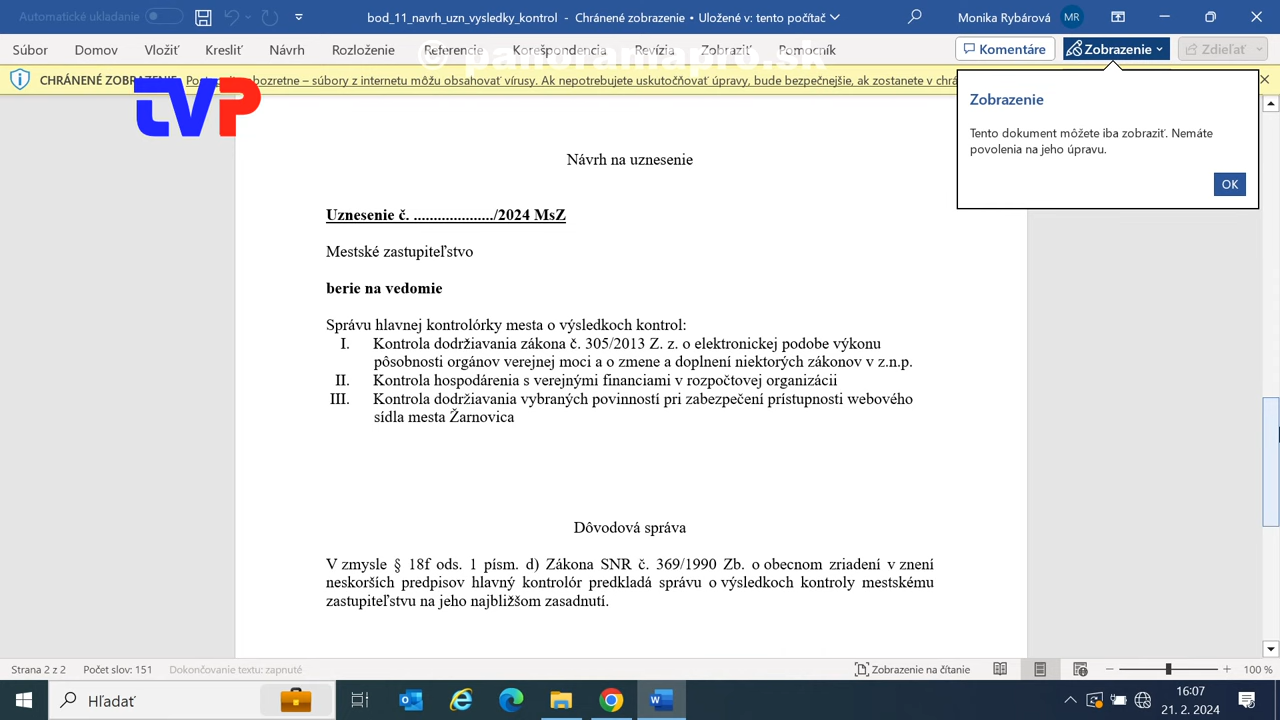 Automatické ukladanie
bod_11_navrh_uzn_vysledky_kontrol - Chránené zobrazenie • Uložené v: tento počítač
Monika Rybárová MR
Súbor Domov Vložiť Kresliť Návrh Rozloženie Referencie Korešpondencia Revízia Zobraziť Pomocník
Komentáre Zobrazenie Zdieľať
CHRÁNENÉ ZOBRAZENIE obozretne – súbory z internetu môžu obsahovať vírusy. Ak nepotrebujete uskutočňovať úpravy, bude bezpečnejšie, ak zostanete v
TVP
Zobrazenie
Tento dokument môžete iba zobraziť. Nemáte
povolenia na jeho úpravu.
OK
Návrh na uznesenie
Uznesenie č. ..................../2024 MsZ
Mestské zastupiteľstvo
berie na vedomie
Správu hlavnej kontrolórky mesta o výsledkoch kontrol:
I. Kontrola dodržiavania zákona č. 305/2013 Z. z. o elektronickej podobe výkonu
pôsobnosti orgánov verejnej moci a o zmene a doplnení niektorých zákonov v z.n.p.
II. Kontrola hospodárenia s verejnými financiami v rozpočtovej organizácii
III. Kontrola dodržiavania vybraných povinností pri zabezpečení prístupnosti webového
sídla mesta Žarnovica
Dôvodová správa
V zmysle § 18f ods. 1 písm. d) Zákona SNR č. 369/1990 Zb. o obecnom zriadení v znení
neskorších predpisov hlavný kontrolór predkladá správu o výsledkoch kontroly mestskému
zastupiteľstvu na jeho najbližšom zasadnutí.
Strana 2 z 2 Počet slov: 151 Dokončovanie textu: zapnuté Zobrazenie na čítanie 100 %
Hľadať
16:07
21. 2. 2024